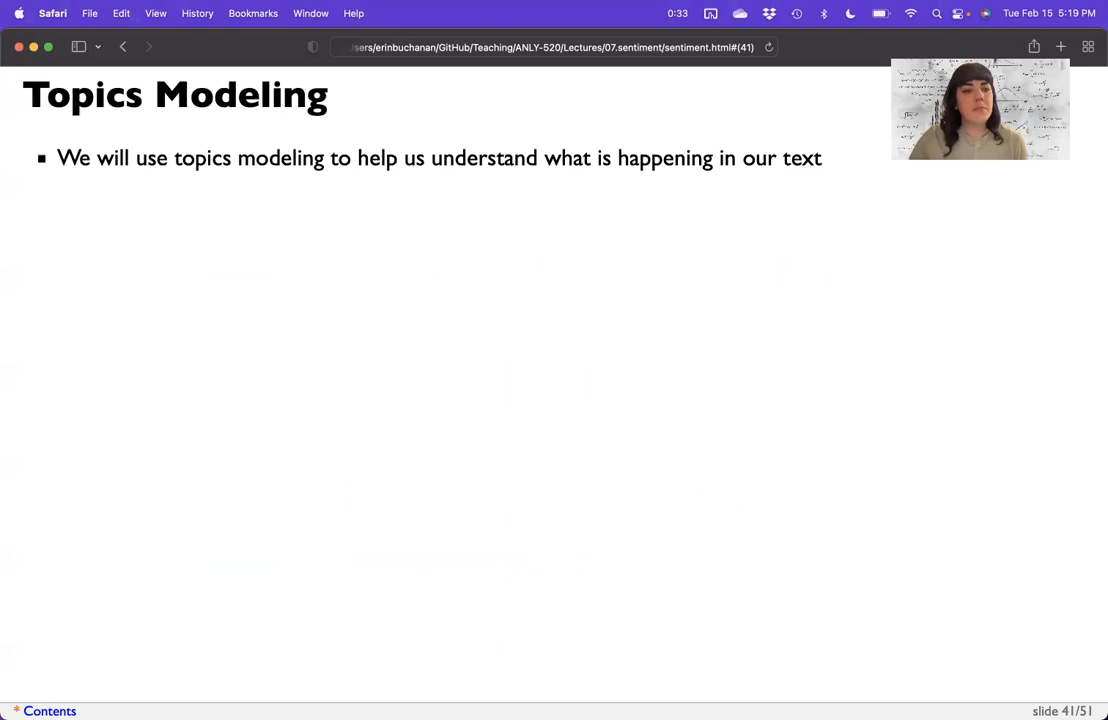 Safari File Edit View History Bookmarks Window Help 0:33 Tue Feb 15 5:19 PM
sers/erinbuchanan/GitHub/Teaching/ANLY-520/Lectures/07.sentiment/sentiment.html#(41)
Topics Modeling
▪ We will use topics modeling to help us understand what is happening in our text
* Contents slide 41/51